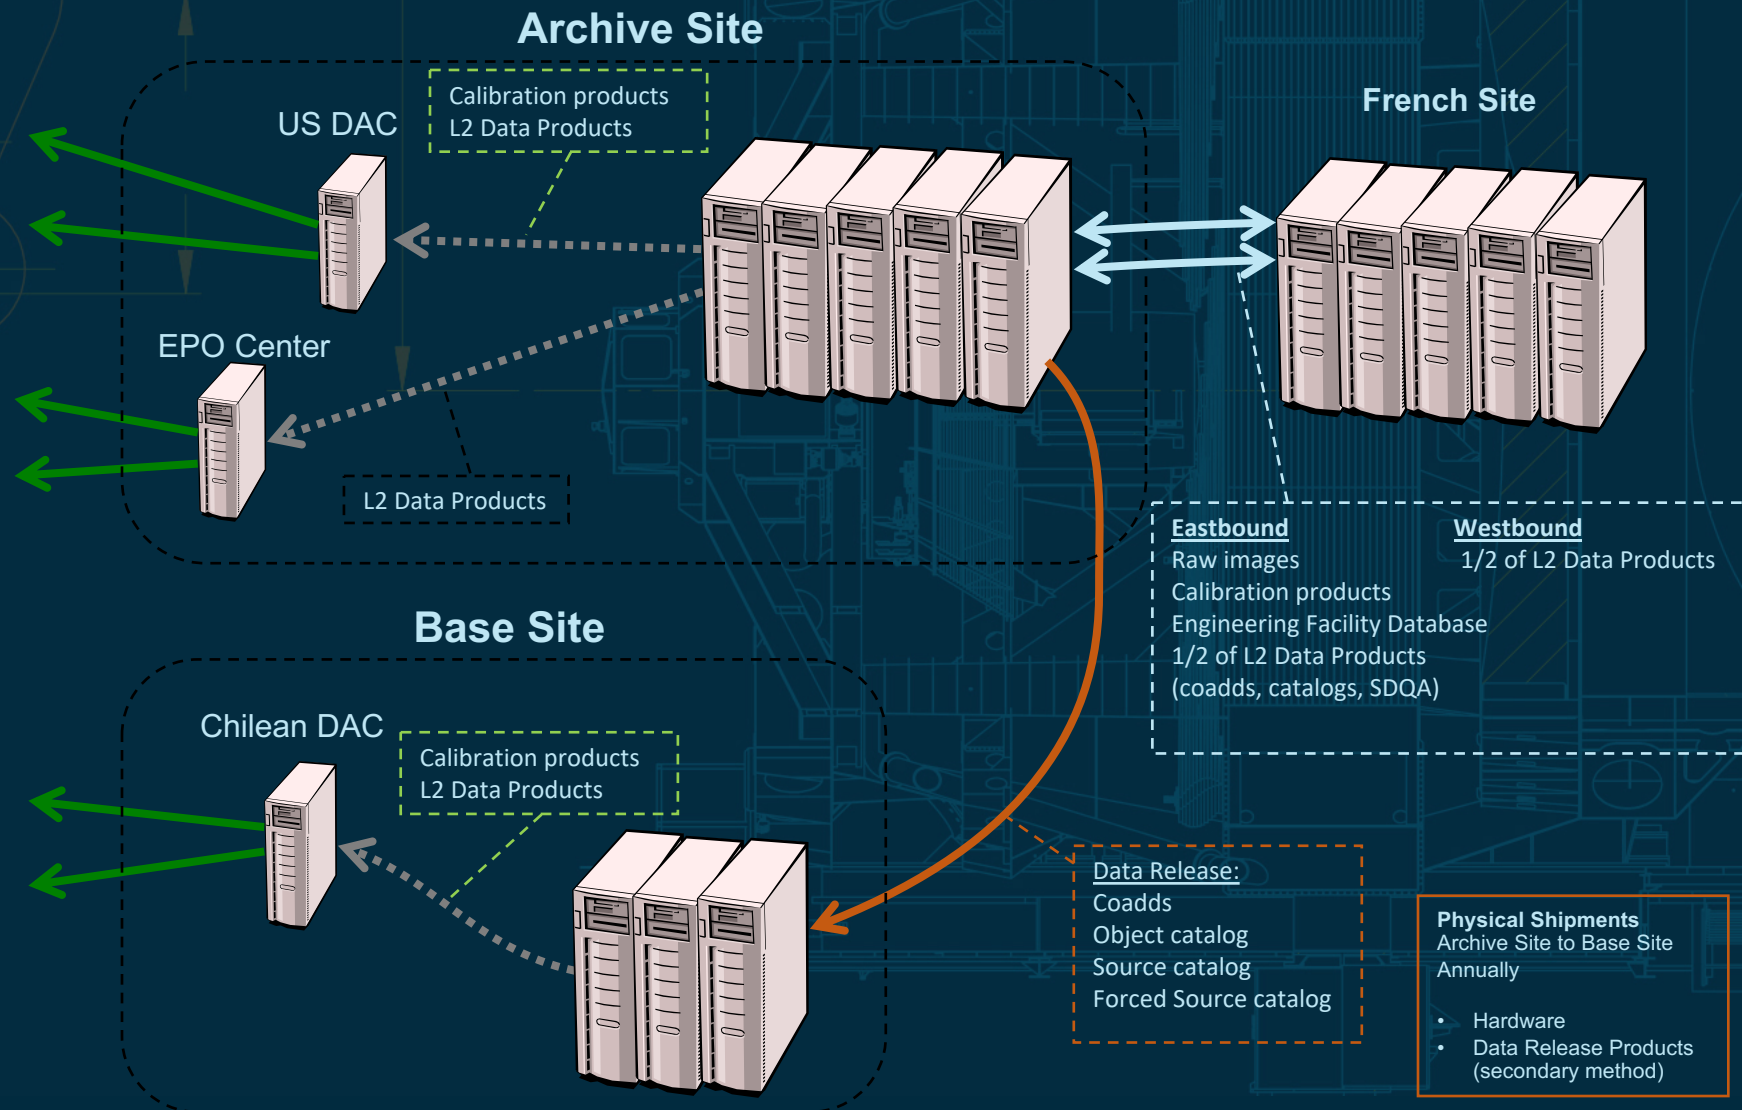 Archive Site
Calibration products
L2 Data Products
US DAC
French Site
EPO Center
L2 Data Products
Eastbound
Raw images
Calibration products
Engineering Facility Database
1/2 of L2 Data Products
(coadds, catalogs, SDQA)
Westbound
1/2 of L2 Data Products
Base Site
Chilean DAC
Calibration products
L2 Data Products
Data Release:
Coadds
Object catalog
Source catalog
Forced Source catalog
Physical Shipments
Archive Site to Base Site
Annually
• Hardware
• Data Release Products
(secondary method)